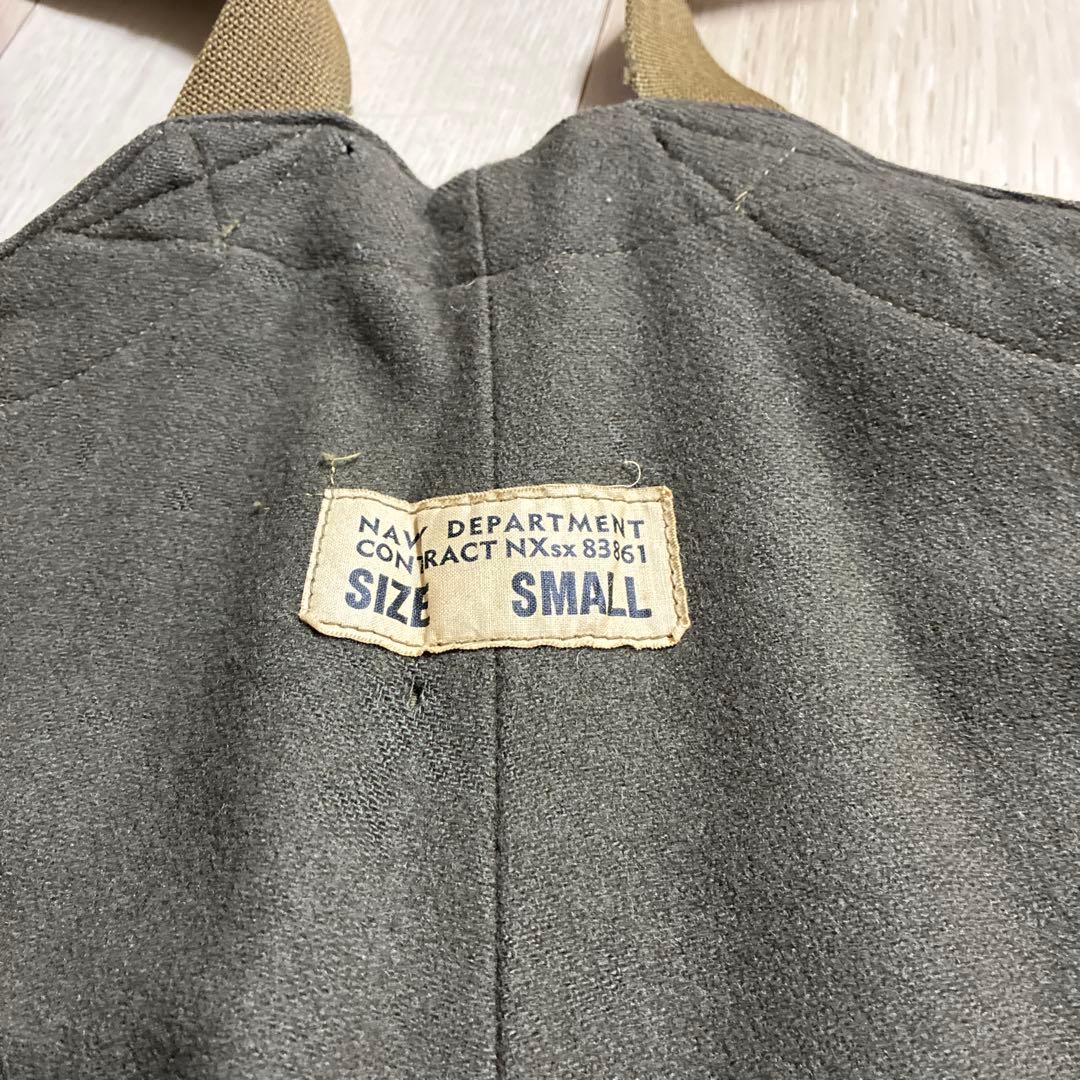 NAVY DEPARTMENT
CONTRACT NXsx 83861
SIZE SMALL